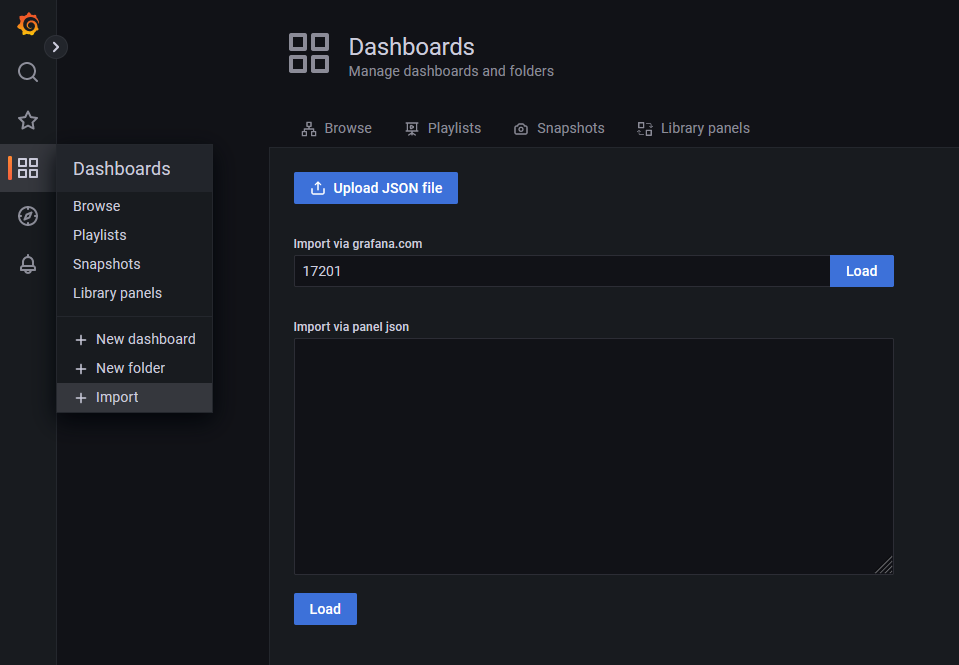 Dashboards
Manage dashboards and folders
Browse
Playlists
Snapshots
Library panels
Dashboards
Browse
Playlists
Snapshots
Library panels
New dashboard
New folder
Import
Upload JSON file
Import via grafana.com
17201
Load
Import via panel json
Load